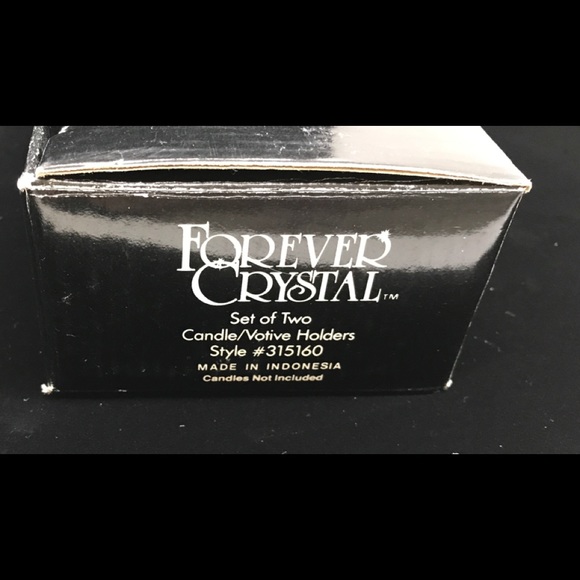 FOREVER
CRYSTAL™
Set of Two
Candle/Votive Holders
Style #315160
MADE IN INDONESIA
Candles Not Included